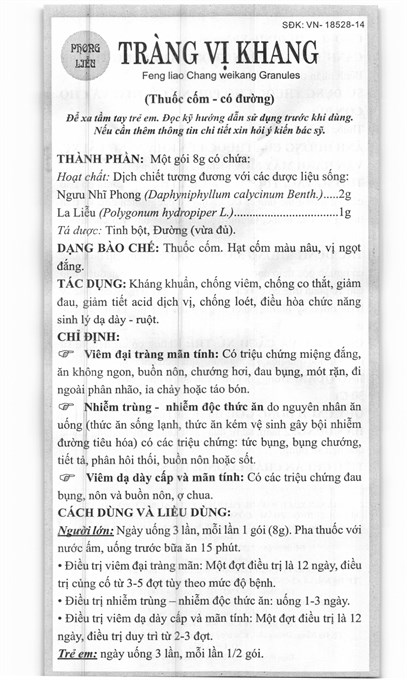 SĐK: VN- 18528-14
PHONG
LIỄU
TRÀNG VỊ KHANG
Feng liao Chang weikang Granules
(Thuốc cốm - có đường)
Để xa tầm tay trẻ em. Đọc kỹ hướng dẫn sử dụng trước khi dùng.
Nếu cần thêm thông tin chi tiết xin hỏi ý kiến bác sỹ.
THÀNH PHẦN: Một gói 8g có chứa:
Hoạt chất: Dịch chiết tương đương với các dược liệu sống:
Ngưu Nhĩ Phong (Daphyniphyllum calycinum Benth.).....2g
La Liễu (Polygonum hydropiper L.)........................1g
Tá dược: Tinh bột, Đường (vừa đủ).
DẠNG BÀO CHẾ: Thuốc cốm. Hạt cốm màu nâu, vị ngọt
đắng.
TÁC DỤNG: Kháng khuẩn, chống viêm, chống co thắt, giảm
đau, giảm tiết acid dịch vị, chống loét, điều hòa chức năng
sinh lý dạ dày - ruột.
CHỈ ĐỊNH:
☞ Viêm đại tràng mãn tính: Có triệu chứng miệng đắng,
ăn không ngon, buồn nôn, chướng hơi, đau bụng, mót rặn, đi
ngoài phân nhão, ỉa chảy hoặc táo bón.
☞ Nhiễm trùng - nhiễm độc thức ăn do nguyên nhân ăn
uống (thức ăn sống lạnh, thức ăn kém vệ sinh gây bội nhiễm
đường tiêu hóa) có các triệu chứng: tức bụng, bụng chướng,
tiết tả, phân hôi thối, buồn nôn hoặc sốt.
☞ Viêm dạ dày cấp và mãn tính: Có các triệu chứng đau
bụng, nôn và buồn nôn, ợ chua.
CÁCH DÙNG VÀ LIỀU DÙNG:
Người lớn: Ngày uống 3 lần, mỗi lần 1 gói (8g). Pha thuốc với
nước ấm, uống trước bữa ăn 15 phút.
• Điều trị viêm đại tràng mãn: Một đợt điều trị là 12 ngày, điều
trị củng cố từ 3-5 đợt tùy theo mức độ bệnh.
• Điều trị nhiễm trùng – nhiễm độc thức ăn: uống 1-3 ngày.
• Điều trị viêm dạ dày cấp và mãn tính: Một đợt điều trị là 12
ngày, điều trị duy trì từ 2-3 đợt.
Trẻ em: ngày uống 3 lần, mỗi lần 1/2 gói.